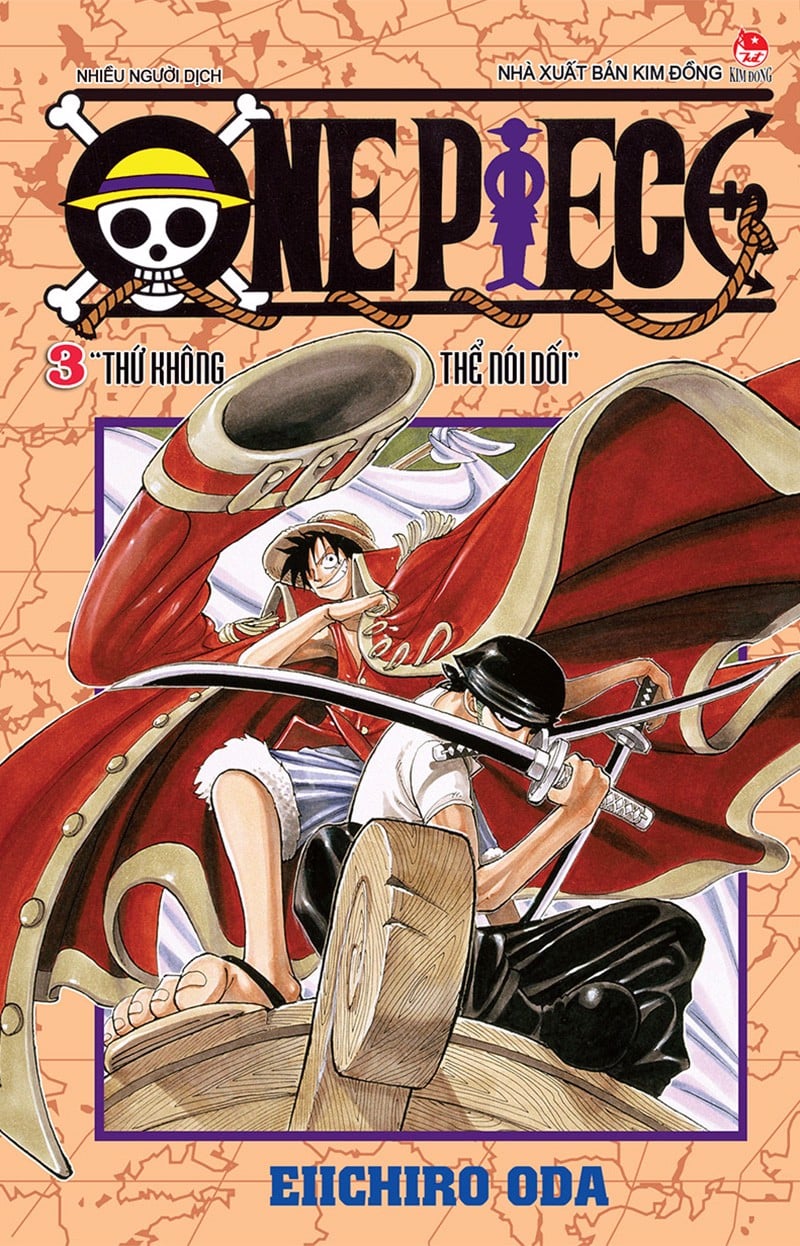 NHIỀU NGƯỜI DỊCH
NHÀ XUẤT BẢN KIM ĐỒNG
KIM ĐỒNG
ONE PIECE
3 “THỨ KHÔNG THỂ NÓI DỐI”
EIICHIRO ODA